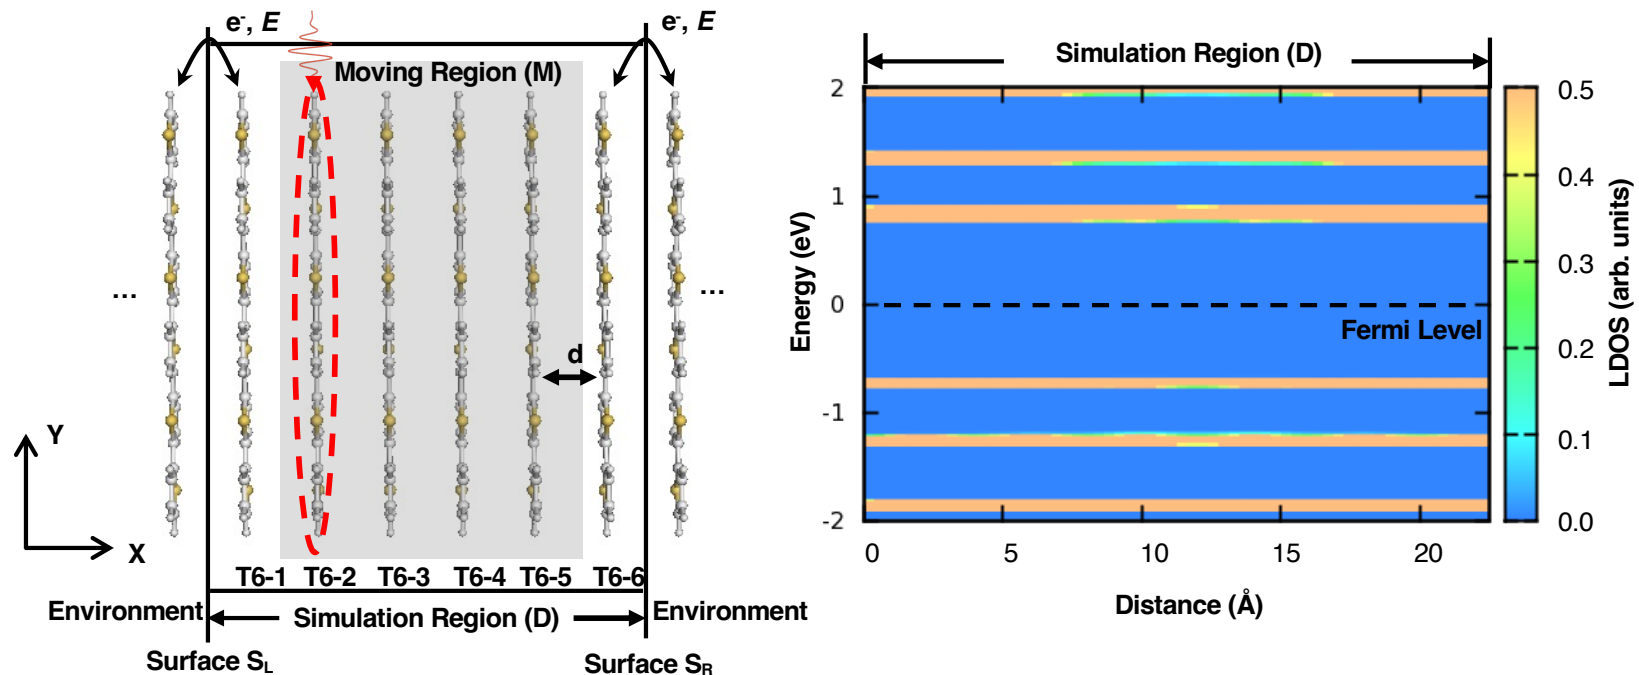 e⁻, E
e⁻, E
Moving Region (M)
...
...
d
Y
X
T6-1 T6-2 T6-3 T6-4 T6-5 T6-6
Environment
Simulation Region (D)
Environment
Surface S_L
Surface S_R
Simulation Region (D)
2
1
0
-1
-2
Energy (eV)
Fermi Level
0 5 10 15 20
Distance (Å)
0.5
0.4
0.3
0.2
0.1
0.0
LDOS (arb. units)